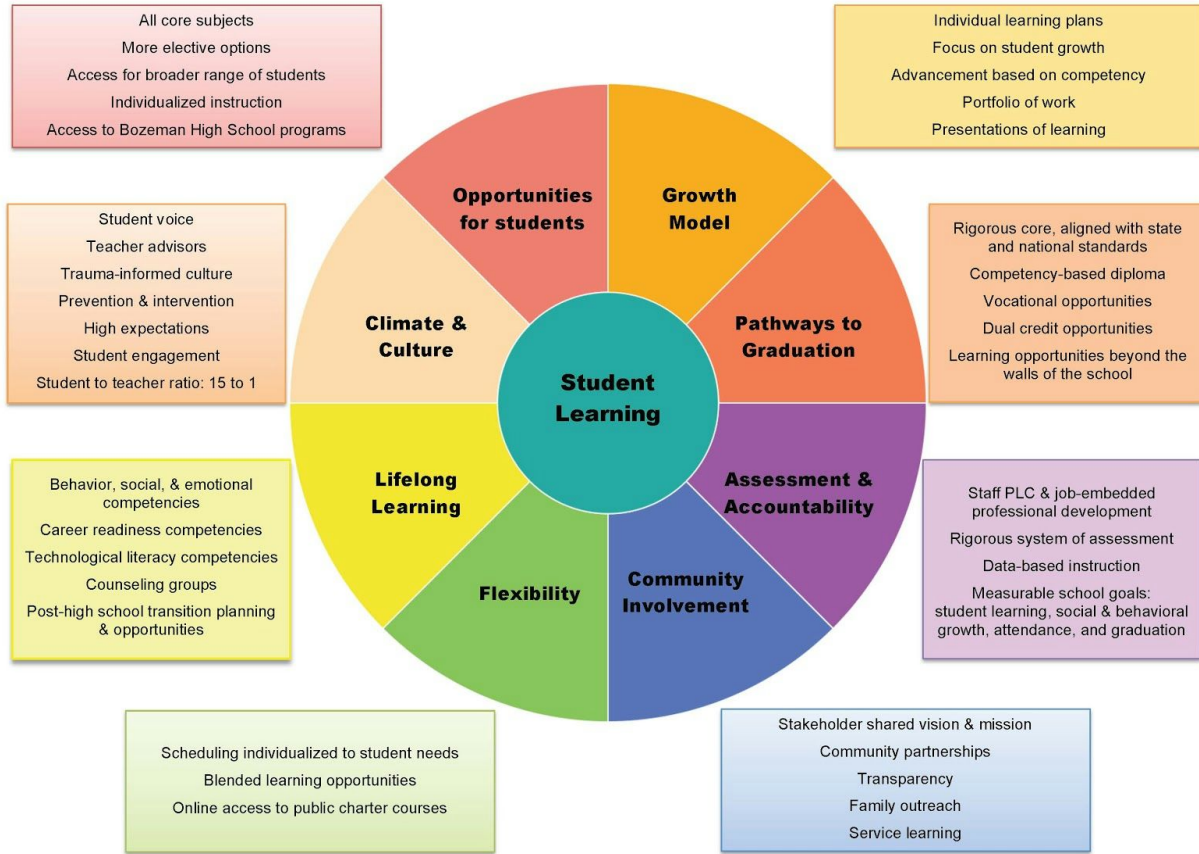 All core subjects
More elective options
Access for broader range of students
Individualized instruction
Access to Bozeman High School programs
Individual learning plans
Focus on student growth
Advancement based on competency
Portfolio of work
Presentations of learning
Opportunities
for students
Growth
Model
Student voice
Teacher advisors
Trauma-informed culture
Prevention & intervention
High expectations
Student engagement
Student to teacher ratio: 15 to 1
Climate &
Culture
Pathways to
Graduation
Rigorous core, aligned with state
and national standards
Competency-based diploma
Vocational opportunities
Dual credit opportunities
Learning opportunities beyond the
walls of the school
Student
Learning
Behavior, social, & emotional
competencies
Career readiness competencies
Technological literacy competencies
Counseling groups
Post-high school transition planning
& opportunities
Lifelong
Learning
Assessment &
Accountability
Staff PLC & job-embedded
professional development
Rigorous system of assessment
Data-based instruction
Measurable school goals:
student learning, social & behavioral
growth, attendance, and graduation
Flexibility
Community
Involvement
Scheduling individualized to student needs
Blended learning opportunities
Online access to public charter courses
Stakeholder shared vision & mission
Community partnerships
Transparency
Family outreach
Service learning